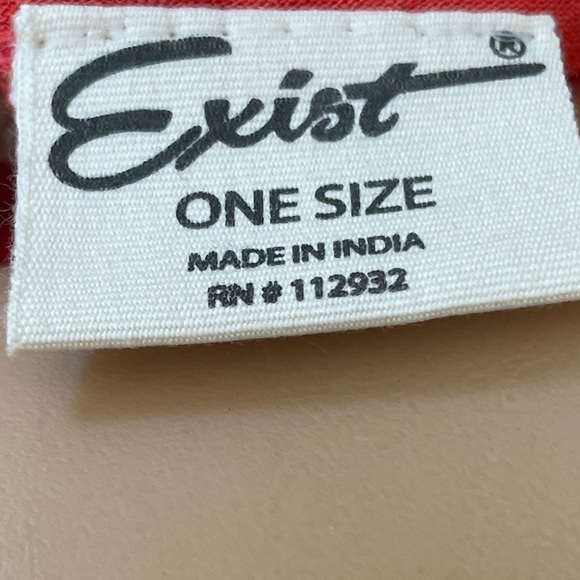 Exist®
ONE SIZE
MADE IN INDIA
RN # 112932